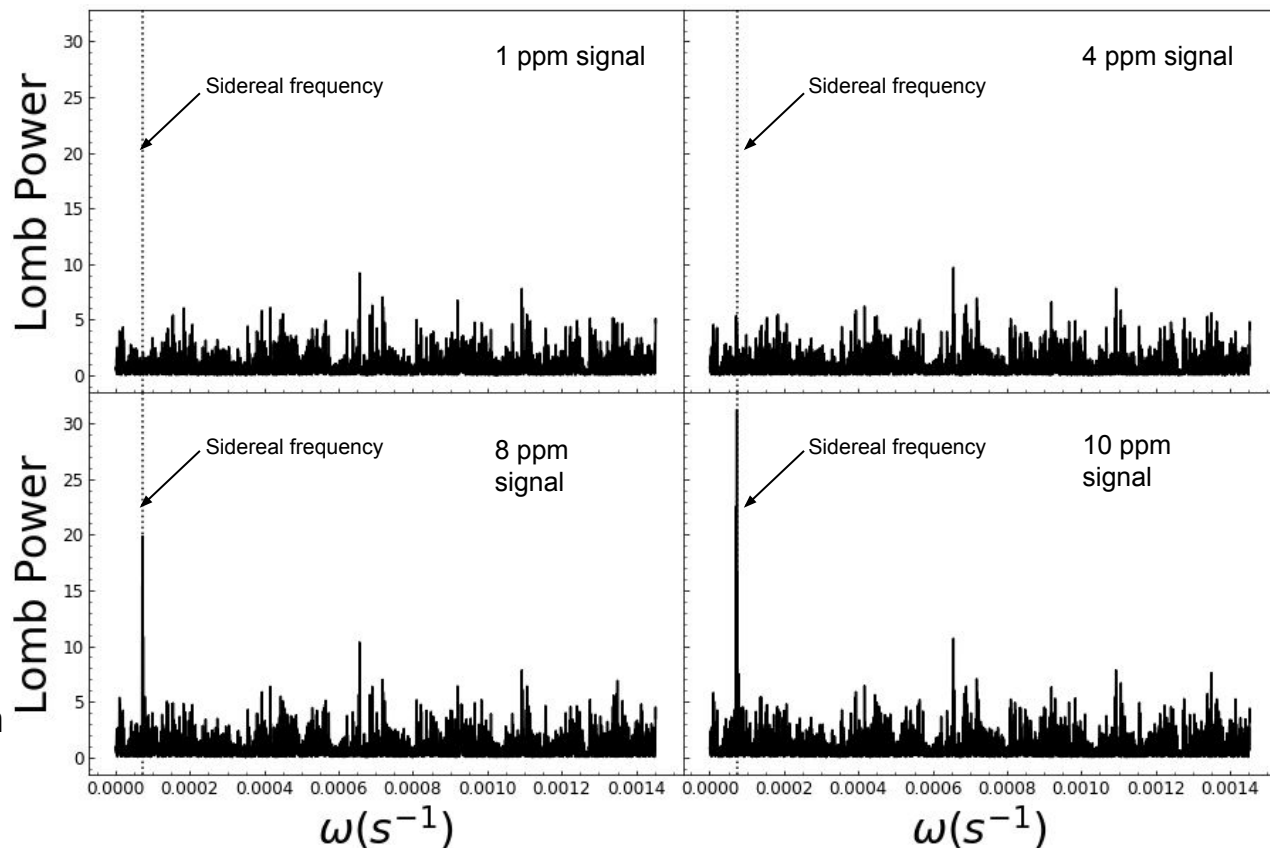 Lomb Power
30
25
20
15
10
5
0
Sidereal frequency
1 ppm signal
Sidereal frequency
4 ppm signal
Lomb Power
30
25
20
15
10
5
0
Sidereal frequency
8 ppm
signal
Sidereal frequency
10 ppm
signal
0.0000 0.0002 0.0004 0.0006 0.0008 0.0010 0.0012 0.0014
0.0000 0.0002 0.0004 0.0006 0.0008 0.0010 0.0012 0.0014
ω(s⁻¹)
ω(s⁻¹)